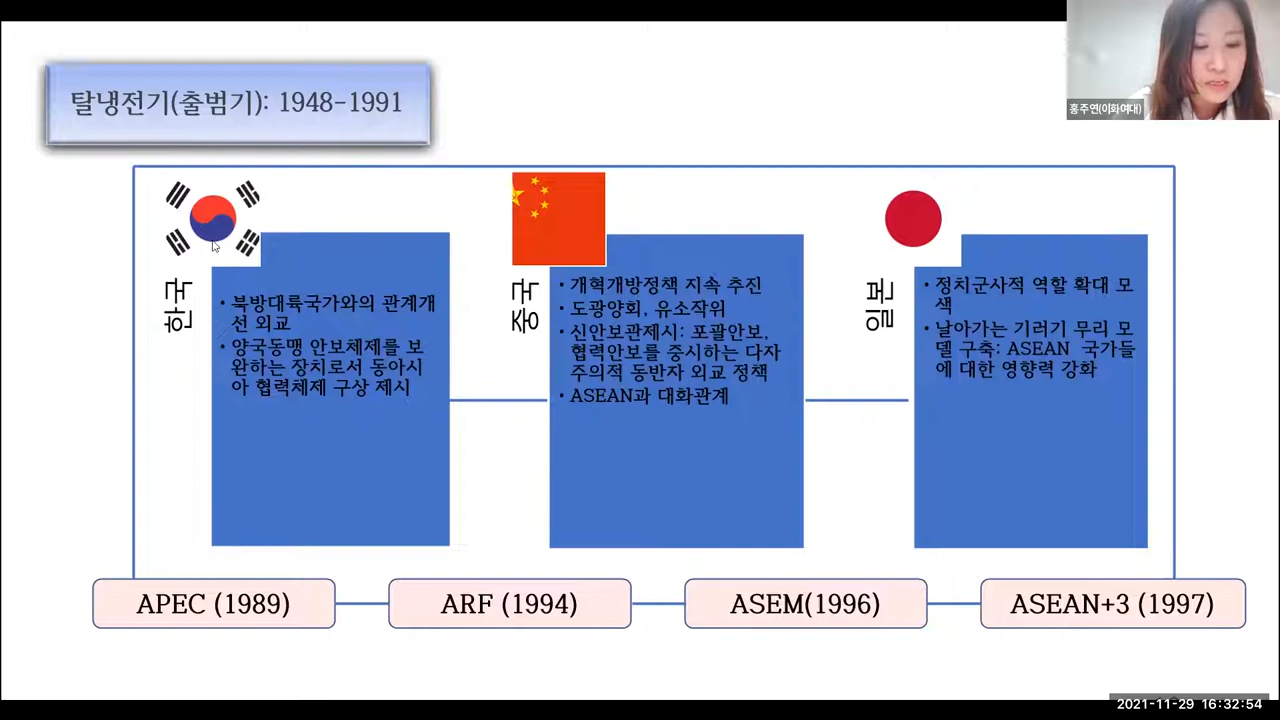 탈냉전기(출범기): 1948-1991
홍주연(이화여대)
한국
• 북방대륙국가와의 관계개
선 외교
• 양국동맹 안보체제를 보
완하는 장치로서 동아시
아 협력체제 구상 제시
중국
• 개혁개방정책 지속 추진
• 도광양회, 유소작위
• 신안보관제시: 포괄안보,
협력안보를 중시하는 다자
주의적 동반자 외교 정책
• ASEAN과 대화관계
일본
• 정치군사적 역할 확대 모
색
• 날아가는 기러기 무리 모
델 구축: ASEAN 국가들
에 대한 영향력 강화
APEC (1989)
ARF (1994)
ASEM(1996)
ASEAN+3 (1997)
2021-11-29 16:32:54